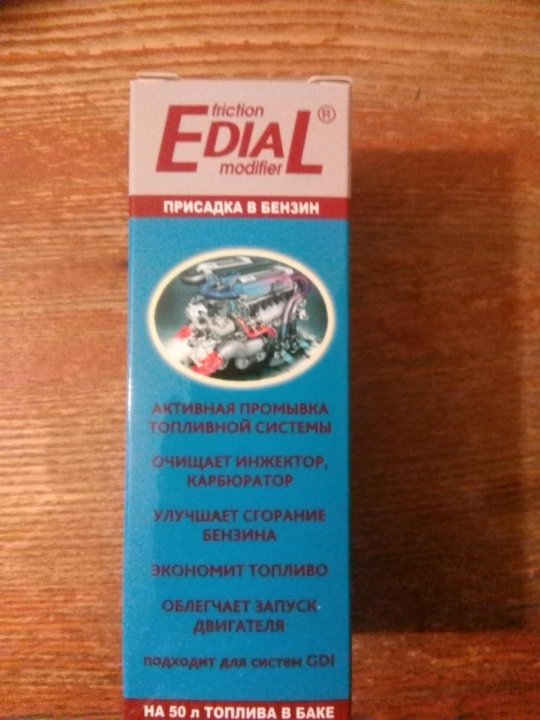 friction
EDIAL®
modifier
ПРИСАДКА В БЕНЗИН
АКТИВНАЯ ПРОМЫВКА
ТОПЛИВНОЙ СИСТЕМЫ
ОЧИЩАЕТ ИНЖЕКТОР,
КАРБЮРАТОР
УЛУЧШАЕТ СГОРАНИЕ
БЕНЗИНА
ЭКОНОМИТ ТОПЛИВО
ОБЛЕГЧАЕТ ЗАПУСК
ДВИГАТЕЛЯ
подходит для систем GDI
НА 50 л ТОПЛИВА В БАКЕ